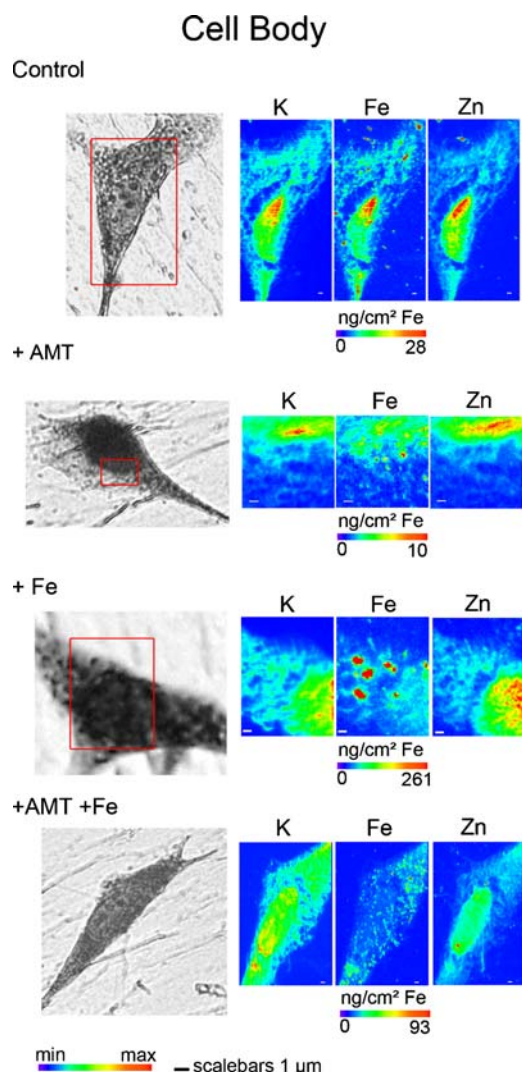 Cell Body
Control
K Fe Zn
ng/cm² Fe
0 28
+ AMT
K Fe Zn
ng/cm² Fe
0 10
+ Fe
K Fe Zn
ng/cm² Fe
0 261
+AMT +Fe
K Fe Zn
ng/cm² Fe
0 93
min max scalebars 1 µm